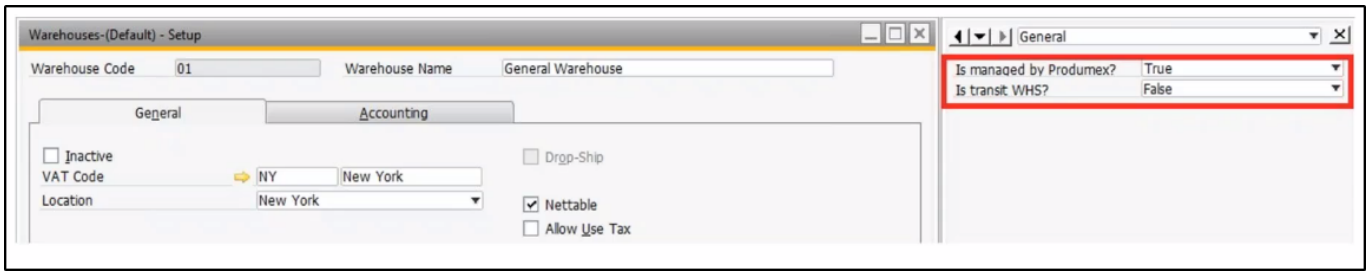 Warehouses-(Default) - Setup
Warehouse Code 01 Warehouse Name General Warehouse
General Accounting
Inactive Drop-Ship
VAT Code NY New York
Location New York Nettable
Allow Use Tax
General
Is managed by Produmex? True
Is transit WHS? False